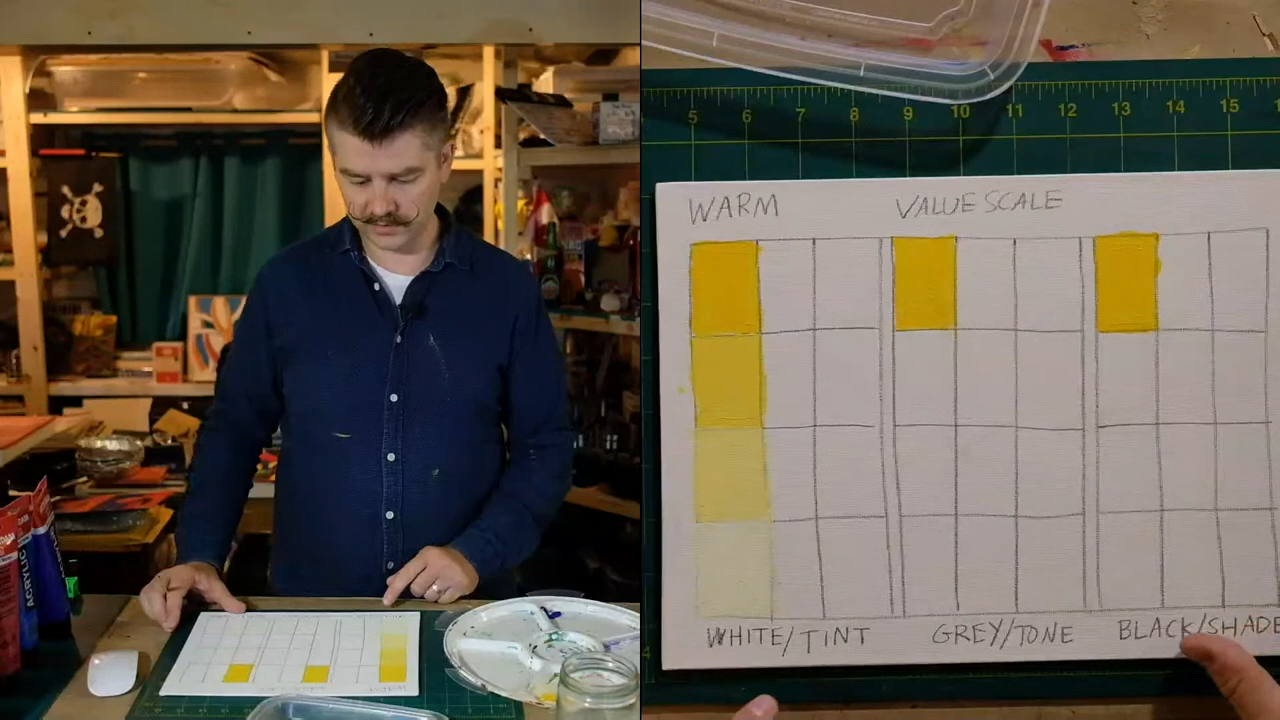 ACRYLIC
5 6 7 8 9 10 11 12 13 14 15
WARM VALUE SCALE
WHITE/TINT GREY/TONE BLACK/SHADE
4